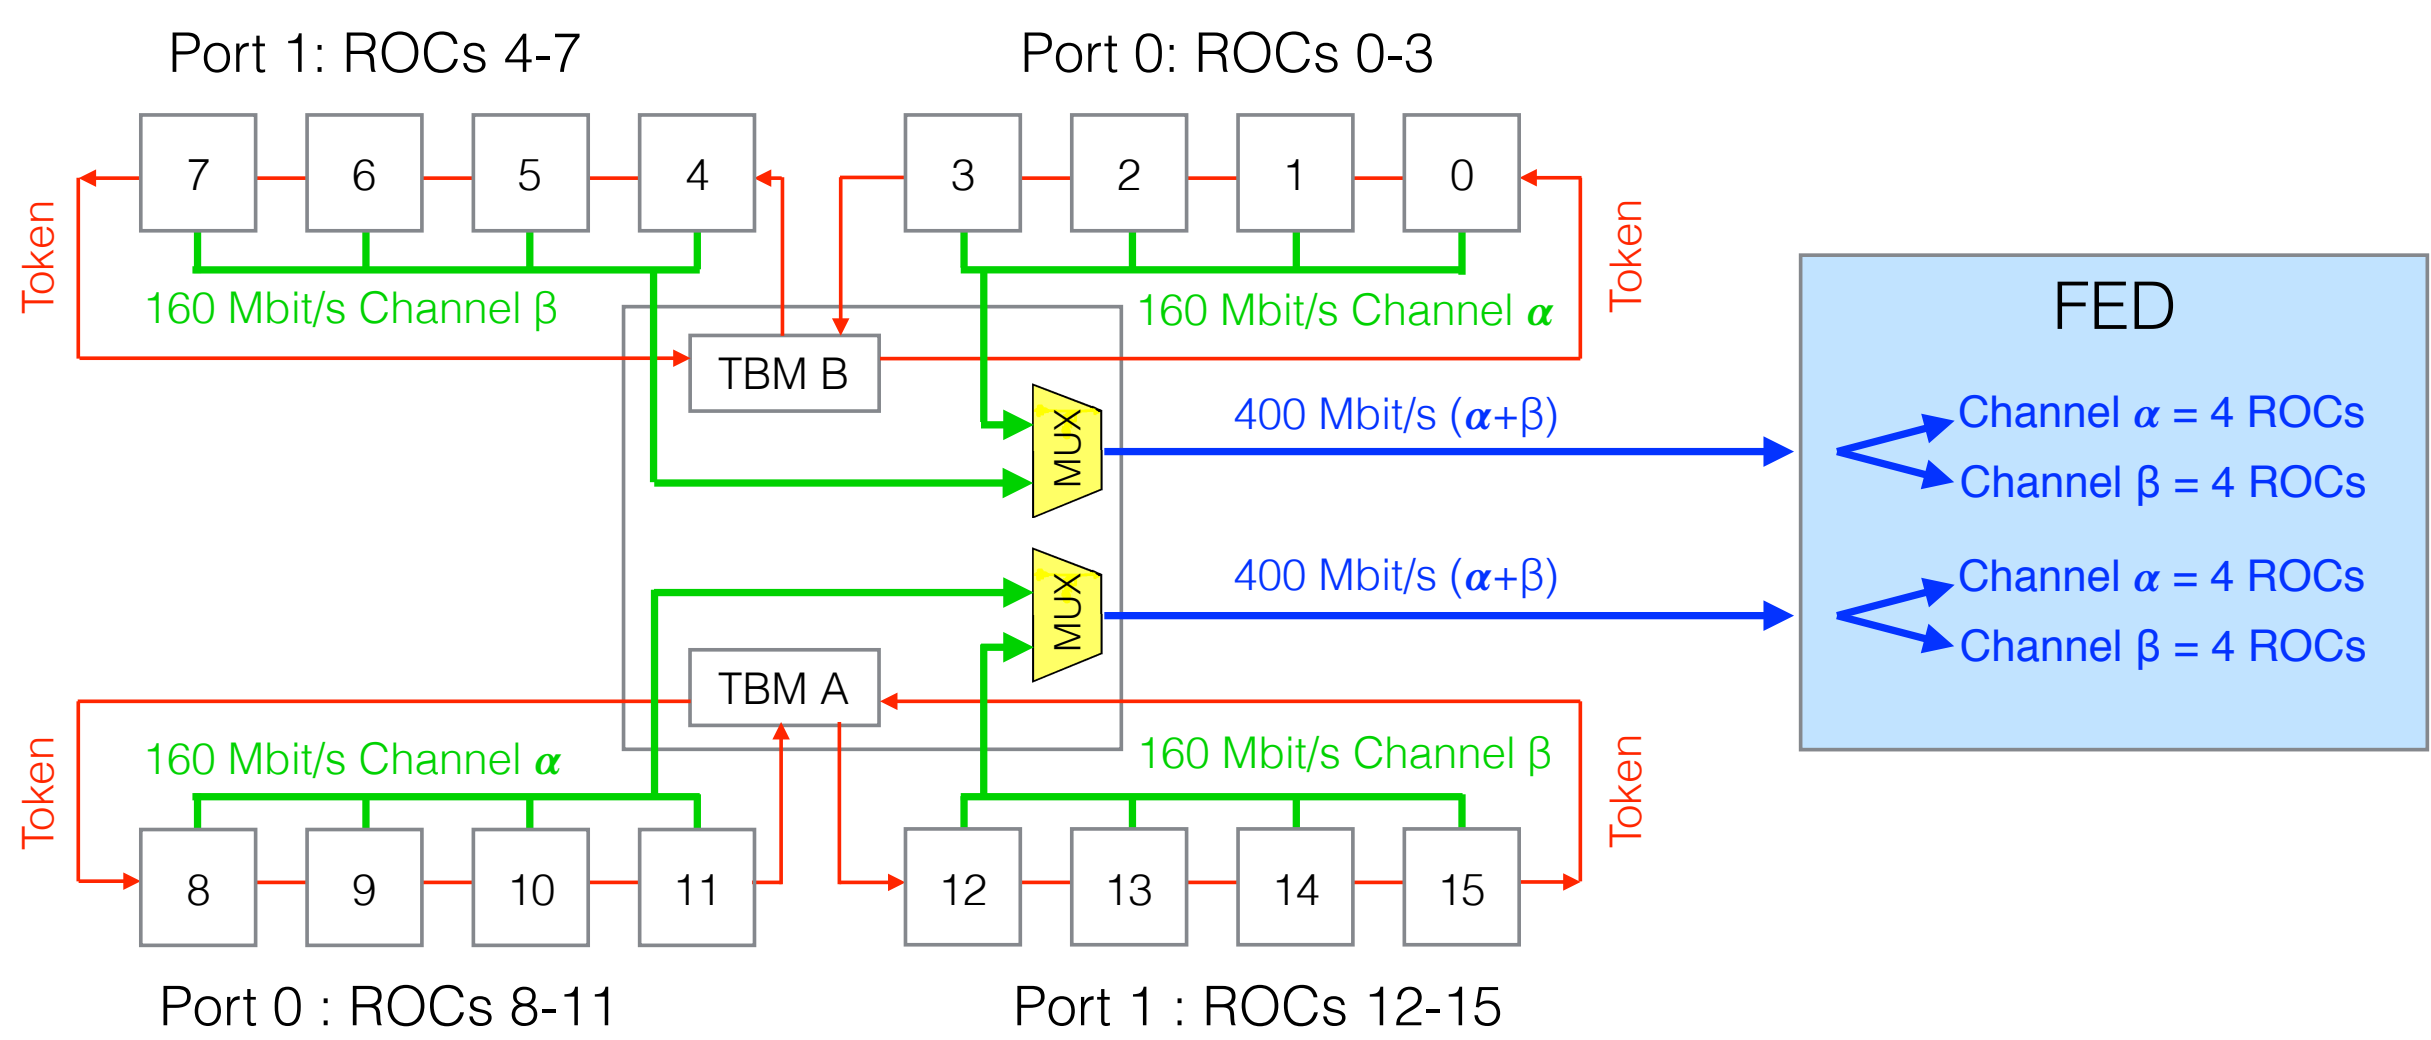 Port 1: ROCs 4-7
Port 0: ROCs 0-3
7
6
5
4
3
2
1
0
Token
Token
160 Mbit/s Channel β
160 Mbit/s Channel α
FED
TBM B
MUX
400 Mbit/s (α+β)
Channel α = 4 ROCs
Channel β = 4 ROCs
MUX
400 Mbit/s (α+β)
Channel α = 4 ROCs
Channel β = 4 ROCs
TBM A
160 Mbit/s Channel α
160 Mbit/s Channel β
Token
Token
8
9
10
11
12
13
14
15
Port 0 : ROCs 8-11
Port 1 : ROCs 12-15